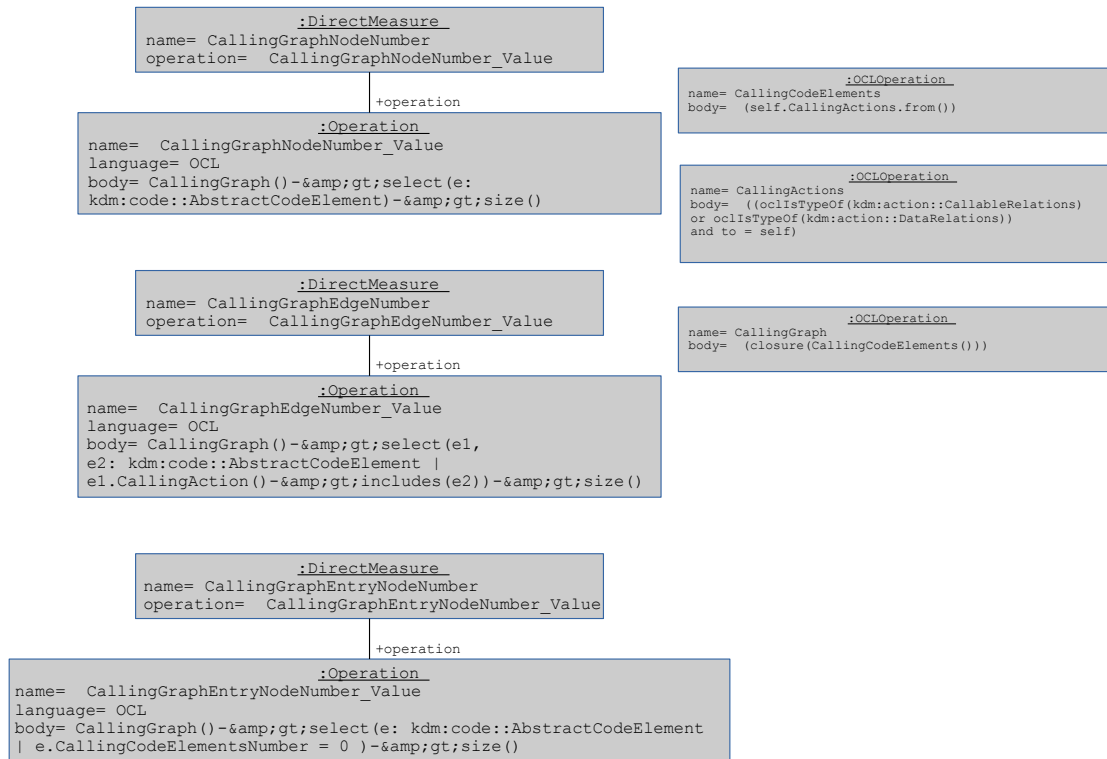 :DirectMeasure
name= CallingGraphNodeNumber
operation=  CallingGraphNodeNumber_Value
+operation
:Operation
name=  CallingGraphNodeNumber_Value
language= OCL
body= CallingGraph()-&amp;gt;select(e:
kdm:code::AbstractCodeElement)-&amp;gt;size()
:OCLOperation
name= CallingCodeElements
body=  (self.CallingActions.from())
:OCLOperation
name= CallingActions
body=  ((oclIsTypeOf(kdm:action::CallableRelations)
or oclIsTypeOf(kdm:action::DataRelations))
and to = self)
:DirectMeasure
name= CallingGraphEdgeNumber
operation=  CallingGraphEdgeNumber_Value
+operation
:Operation
name=  CallingGraphEdgeNumber_Value
language= OCL
body= CallingGraph()-&amp;gt;select(e1,
e2: kdm:code::AbstractCodeElement |
e1.CallingAction()-&amp;gt;includes(e2))-&amp;gt;size()
:OCLOperation
name= CallingGraph
body=  (closure(CallingCodeElements()))
:DirectMeasure
name= CallingGraphEntryNodeNumber
operation=  CallingGraphEntryNodeNumber_Value
+operation
:Operation
name=  CallingGraphEntryNodeNumber_Value
language= OCL
body= CallingGraph()-&amp;gt;select(e: kdm:code::AbstractCodeElement
| e.CallingCodeElementsNumber = 0 )-&amp;gt;size()